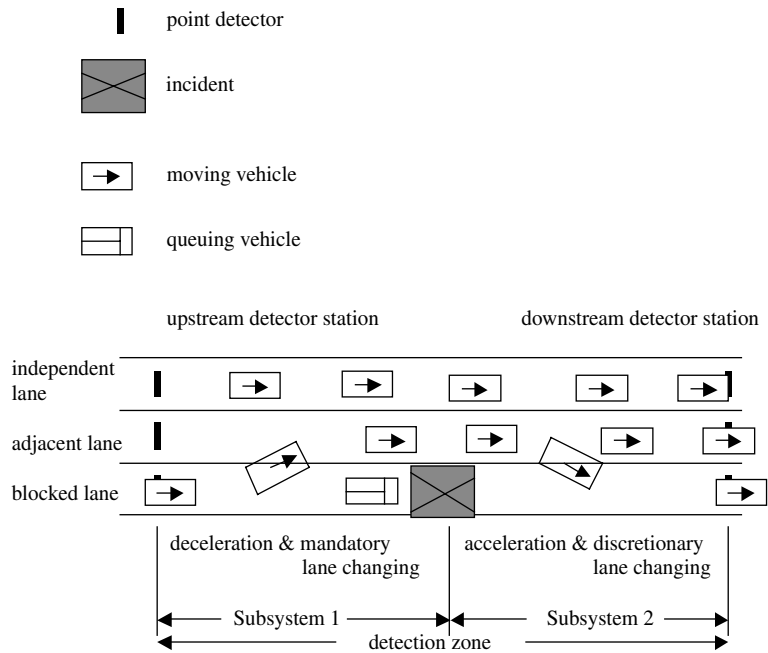 point detector
incident
moving vehicle
queuing vehicle
upstream detector station
downstream detector station
independent
lane
adjacent lane
blocked lane
deceleration & mandatory
lane changing
acceleration & discretionary
lane changing
Subsystem 1
Subsystem 2
detection zone